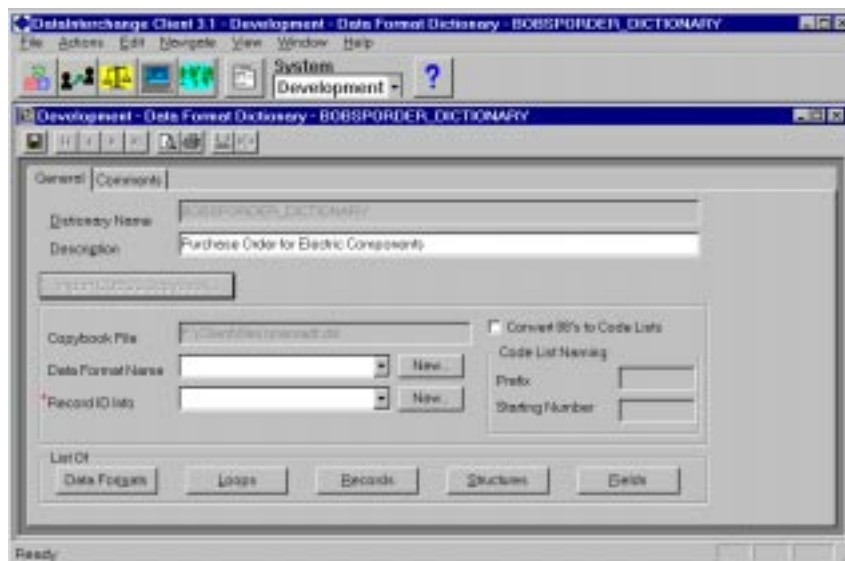 DataInterchange Client 3.1 - Development - Data Format Dictionary - BOBSPORDER_DICTIONARY
File Actions Edit Navigate View Window Help
System
Development
?
Development - Data Format Dictionary - BOBSPORDER_DICTIONARY
General Comments
Dictionary Name BOBSPORDER_DICTIONARY
Description Purchase Order for Electric Components
Copybook File
Convert 88's to Code Lists
Code List Naming
Data Format Name New...
Prefix
*Record ID Info New...
Starting Number
List Of
Data Formats Loops Records Structures Fields
Ready